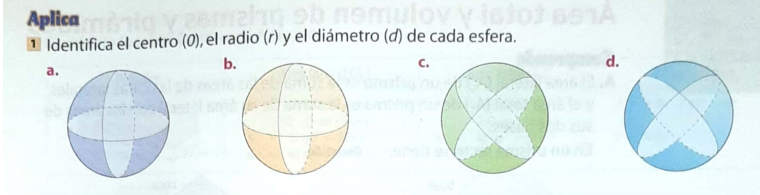 Aplica
1 Identifica el centro (0), el radio (r) y el diámetro (d) de cada esfera.
a. b. c. d.